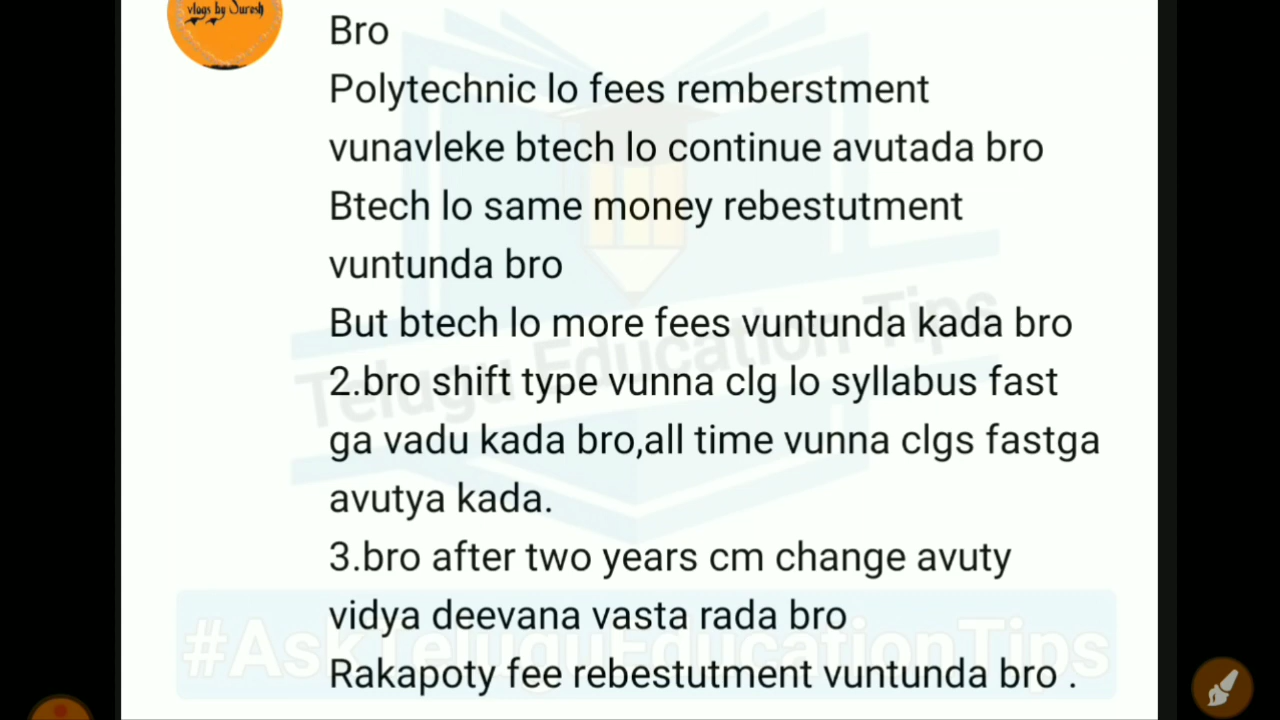 vlogs by Suresh
Bro
Polytechnic lo fees remberstment
vunavleke btech lo continue avutada bro
Btech lo same money rebestutment
vuntunda bro
But btech lo more fees vuntunda kada bro
2.bro shift type vunna clg lo syllabus fast
ga vadu kada bro,all time vunna clgs fastga
avutya kada.
3.bro after two years cm change avuty
vidya deevana vasta rada bro
Rakapoty fee rebestutment vuntunda bro .
Telugu Education Tips
#AskTeluguEducationTips